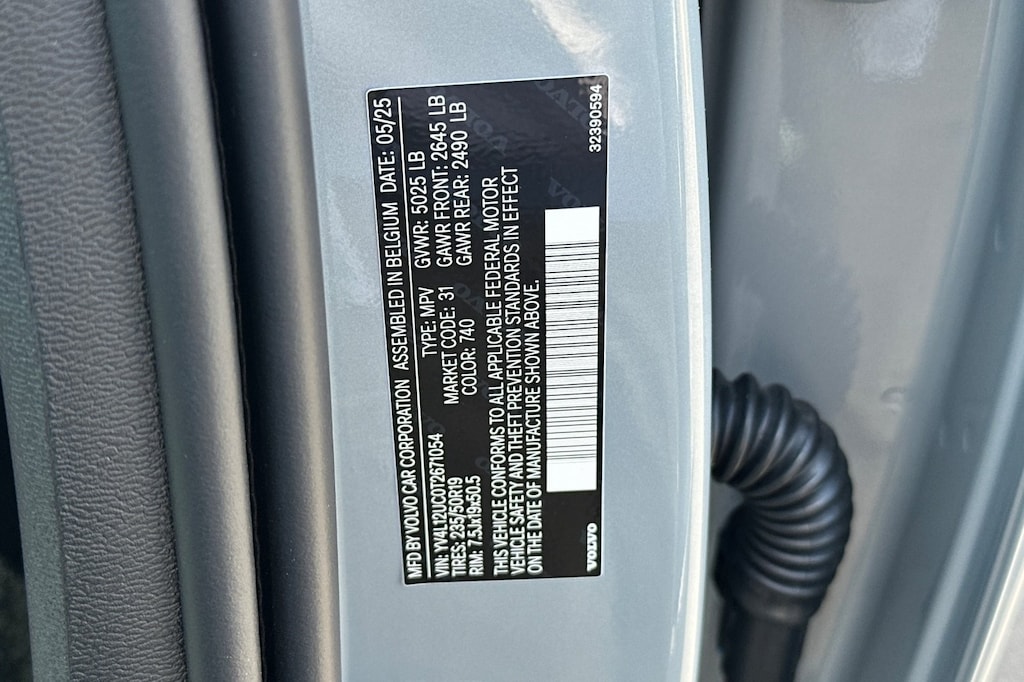 MFD BY VOLVO CAR CORPORATION ASSEMBLED IN BELGIUM DATE: 05/25
VIN: YV4L12UC0T2671054 TYPE: MPV GVWR: 5025 LB
TIRES: 235/50R19 MARKET CODE: 31 GAWR FRONT: 2645 LB
RIM: 7.5Jx19x50.5 COLOR: 740 GAWR REAR: 2490 LB
THIS VEHICLE CONFORMS TO ALL APPLICABLE FEDERAL MOTOR
VEHICLE SAFETY AND THEFT PREVENTION STANDARDS IN EFFECT
ON THE DATE OF MANUFACTURE SHOWN ABOVE.
VOLVO 32390594